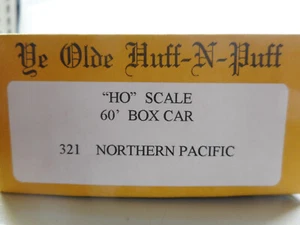 Ye Olde Huff-N-Puff
"HO" SCALE
60' BOX CAR
321 NORTHERN PACIFIC